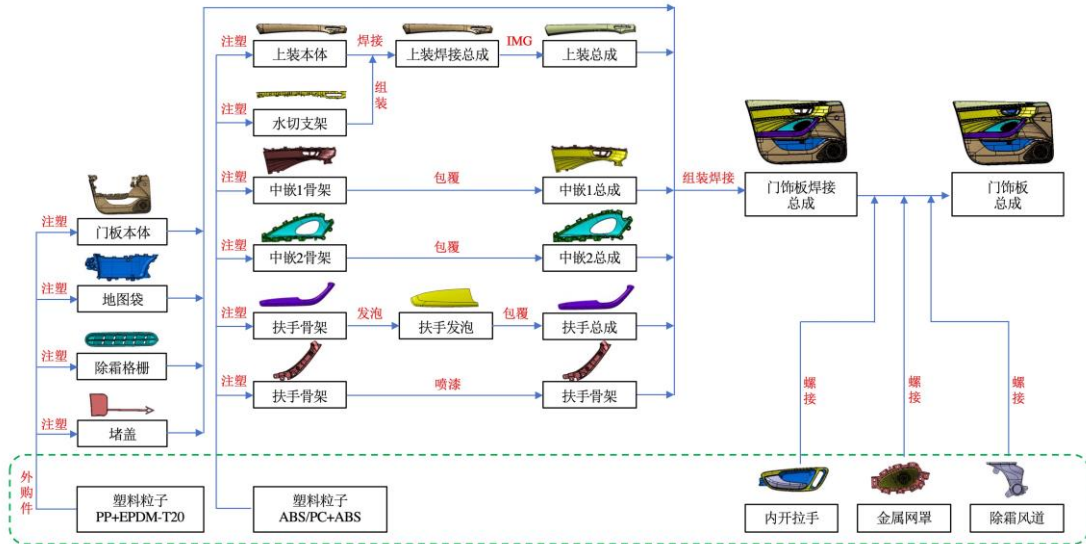 注塑
上装本体
焊接
上装焊接总成
IMG
上装总成
组装
注塑
水切支架
注塑
中嵌1骨架
包覆
中嵌1总成
组装焊接
门饰板焊接
总成
门饰板
总成
注塑
门板本体
注塑
中嵌2骨架
包覆
中嵌2总成
注塑
地图袋
注塑
扶手骨架
发泡
扶手发泡
包覆
扶手总成
注塑
除霜格栅
注塑
扶手骨架
喷漆
扶手骨架
螺接
螺接
螺接
注塑
堵盖
外购件
塑料粒子
PP+EPDM-T20
塑料粒子
ABS/PC+ABS
内开拉手
金属网罩
除霜风道